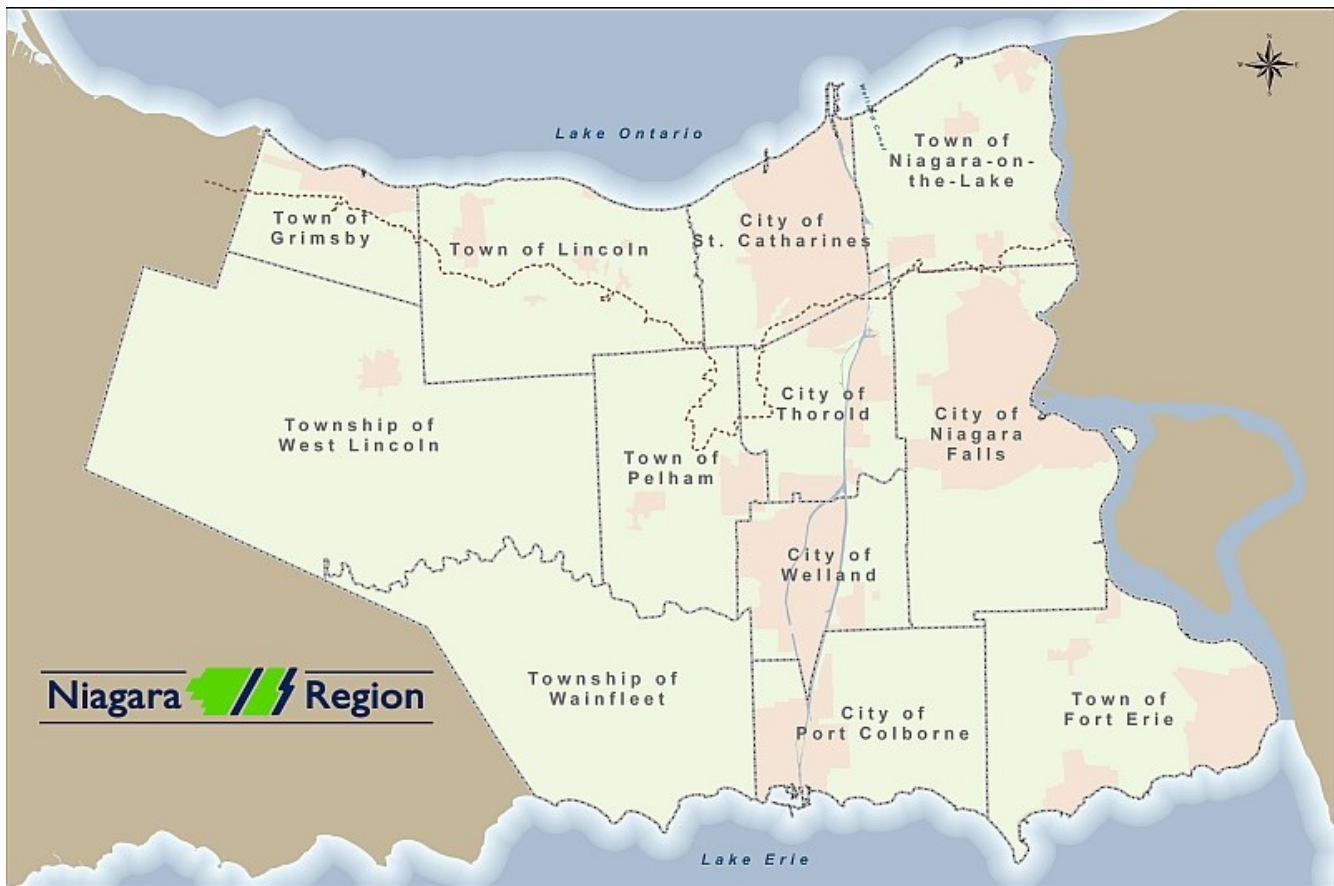 N
W E
S
Lake Ontario
Welland Canal
Town of
Niagara-on-
the-Lake
Town of
Grimsby
Town of Lincoln
City of
St. Catharines
Township of
West Lincoln
City of
Thorold
City of
Niagara
Falls
Town of
Pelham
City of
Welland
Niagara Region
Township of
Wainfleet
City of
Port Colborne
Town of
Fort Erie
Lake Erie